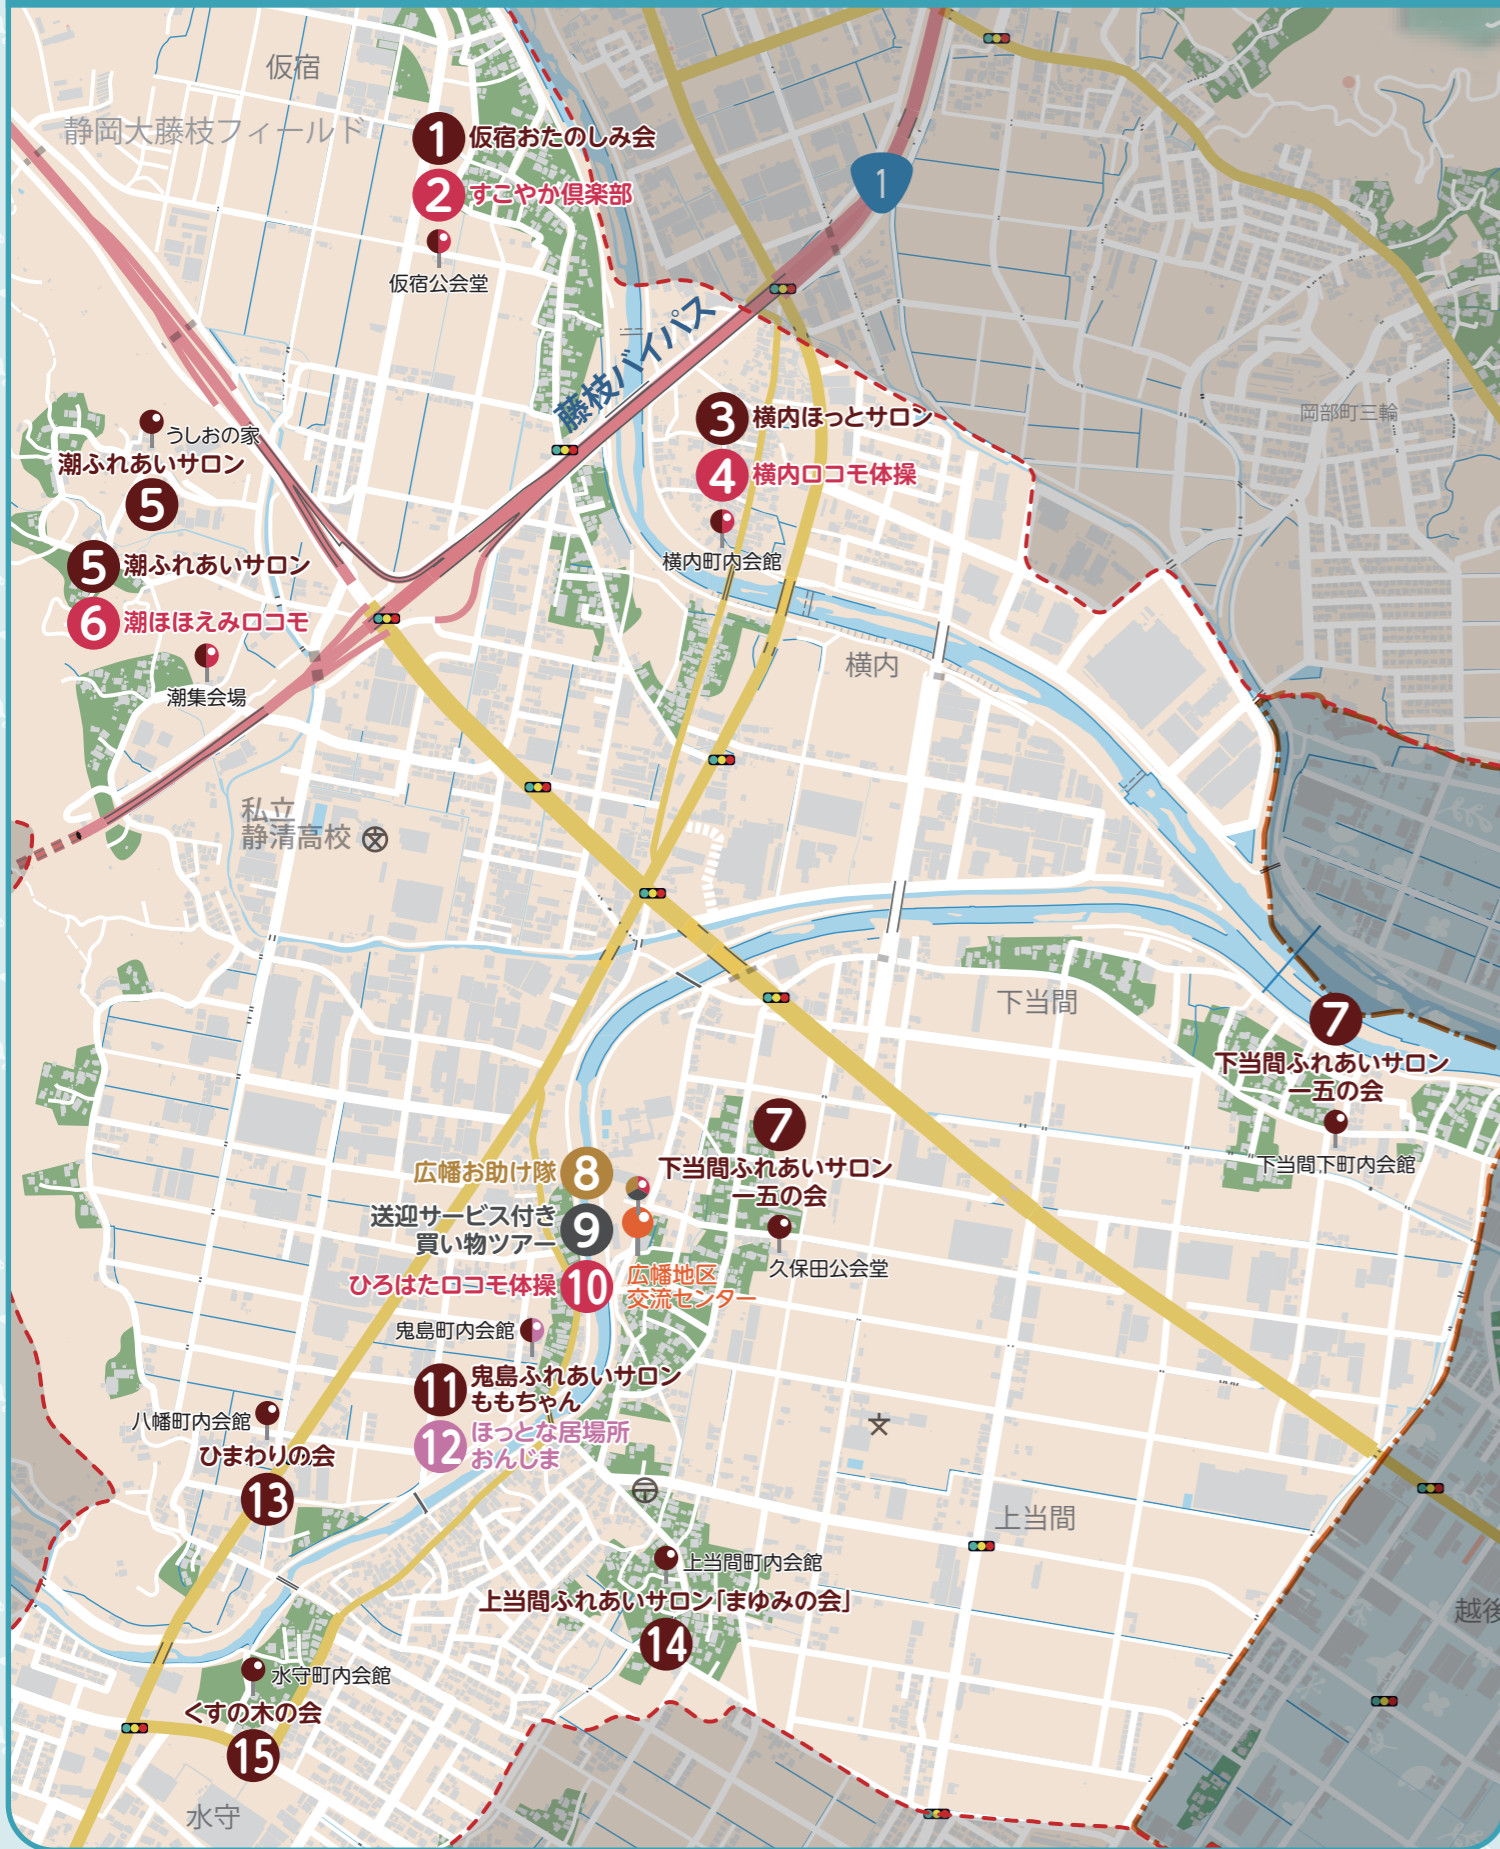 仮宿
静岡大藤枝フィールド
1 仮宿おたのしみ会
2 すこやか倶楽部
仮宿公会堂
1
藤枝バイパス
3 横内ほっとサロン
4 横内ロコモ体操
横内町内会館
岡部町三輪
うしおの家
潮ふれあいサロン
5
5 潮ふれあいサロン
6 潮ほほえみロコモ
潮集会場
横内
私立
静清高校
下当間
7
下当間ふれあいサロン
一五の会
下当間下町内会館
7
下当間ふれあいサロン
一五の会
久保田公会堂
広幡お助け隊 8
送迎サービス付き
買い物ツアー 9
ひろはたロコモ体操 10
広幡地区
交流センター
鬼島町内会館
11 鬼島ふれあいサロン
ももちゃん
12 ほっとな居場所
おんじま
八幡町内会館
ひまわりの会
13
上当間
上当間町内会館
上当間ふれあいサロン「まゆみの会」
14
越後
水守町内会館
くすの木の会
15
水守